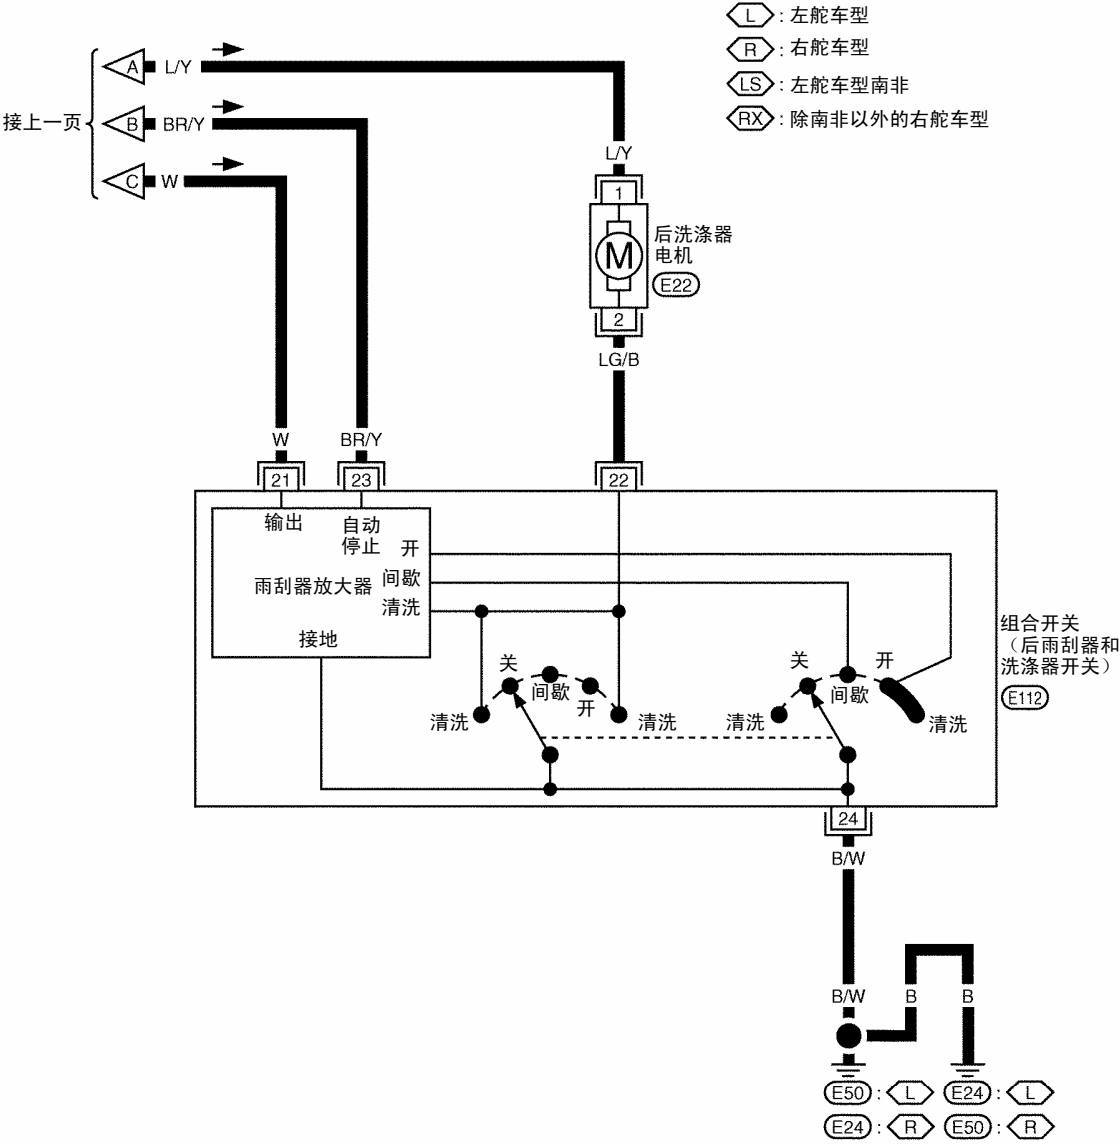 L : 左舵车型
R : 右舵车型
LS : 左舵车型南非
RX : 除南非以外的右舵车型
接上一页
A L/Y
B BR/Y
C W
L/Y
1
M
后洗涤器
电机
E22
2
LG/B
W
BR/Y
21
23
22
输出
自动
停止
开
间歇
清洗
雨刮器放大器
接地
组合开关
（后雨刮器和
洗涤器开关）
E112
关
间歇
开
清洗
清洗
关
间歇
开
清洗
清洗
24
B/W
B/W
B
B
E50 : L
E24 : L
E24 : R
E50 : R